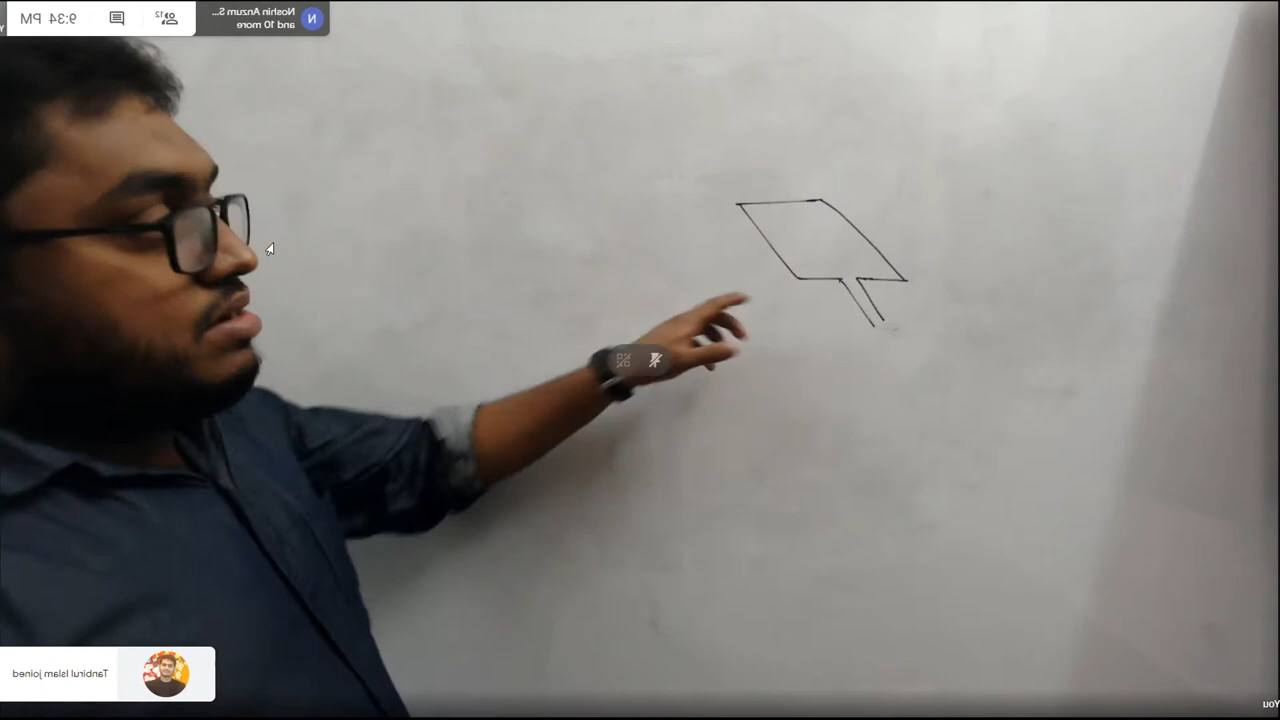 9:34 PM
12
Noshin Anzum S...
and 10 more
N
Tanbirul Islam joined
You